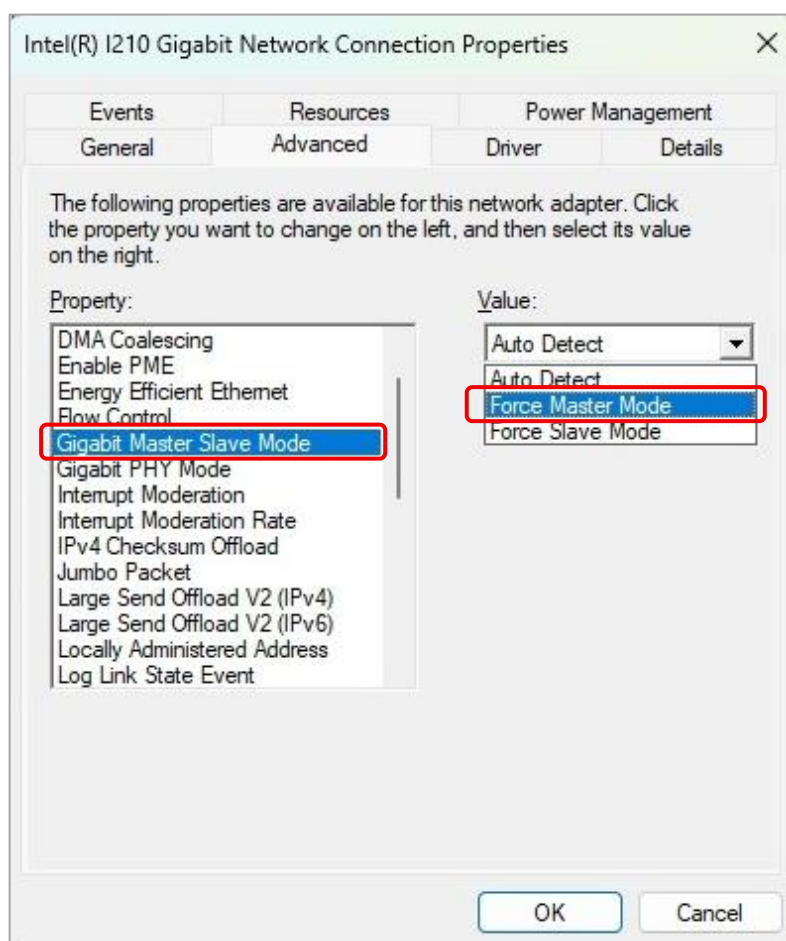 Intel(R) I210 Gigabit Network Connection Properties
Events Resources Power Management
General Advanced Driver Details
The following properties are available for this network adapter. Click
the property you want to change on the left, and then select its value
on the right.
Property: Value:
DMA Coalescing
Enable PME
Energy Efficient Ethernet
Flow Control
Gigabit Master Slave Mode
Gigabit PHY Mode
Interrupt Moderation
Interrupt Moderation Rate
IPv4 Checksum Offload
Jumbo Packet
Large Send Offload V2 (IPv4)
Large Send Offload V2 (IPv6)
Locally Administered Address
Log Link State Event
Auto Detect
Auto Detect
Force Master Mode
Force Slave Mode
OK Cancel